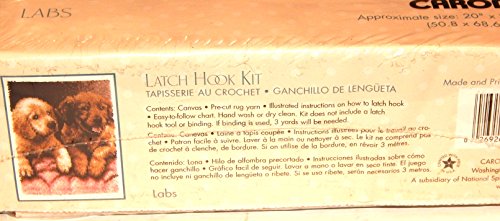 LABS
CARO
Approximate size: 20" x
(50.8 x 68.6
LATCH HOOK KIT
TAPISSERIE AU CROCHET • GANCHILLO DE LENGÜETA
Contents: Canvas • Pre-cut rug yarn • Illustrated instructions on how to latch hook
• Easy-to-follow chart. Hand wash or dry clean. Kit does not include a latch
hook tool or binding. If binding is used, 3 yards will be needed.
Contenu: Canevas • Laine à tapis coupée • Instructions illustrées pour le travail au cro-
chet • Patron facile à suivre. Laver à la main ou nettoyer à sec. Le kit ne comprend pas
de crochet à clenche, de bordure. Si on utilise de la bordure, en révoir 3 mètres.
Contenido: Lona • Hilo de alfombra precortado • Instrucciones ilustradas sobre cómo
hacer ganchillo • Gráfico fácil de seguir. Lavar a mano o lavar en seco tinte. El juego
no incluye ni ganchillo de lengüeta o ribete. Si se usa ribete, serán necesarios 3 metros.
Labs
Made and Pri
CARO
Washing
A subsidiary of National Sp